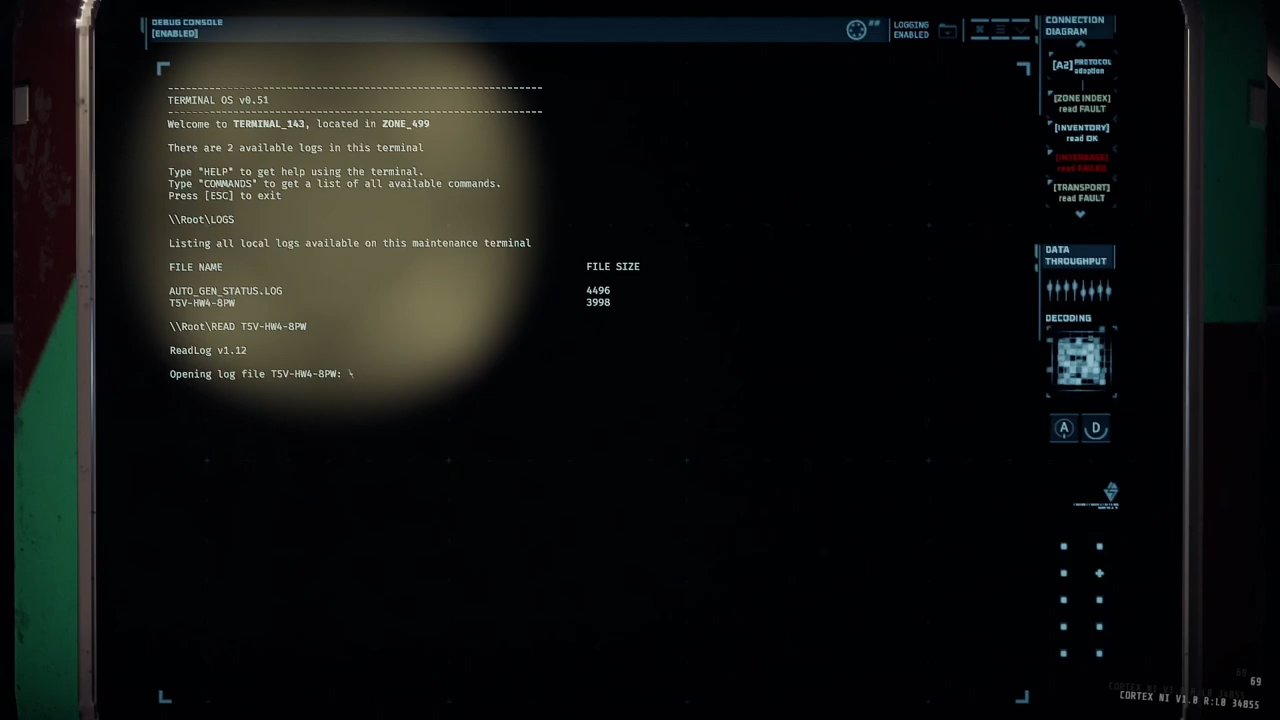 DEBUG CONSOLE
[ENABLED]
LOGGING
ENABLED
------------------------------------------------------------------
TERMINAL OS v0.51
------------------------------------------------------------------
Welcome to TERMINAL_143, located in ZONE_499
There are 2 available logs in this terminal
Type "HELP" to get help using the terminal.
Type "COMMANDS" to get a list of all available commands.
Press [ESC] to exit
\\Root\LOGS
Listing all local logs available on this maintenance terminal
FILE NAME FILE SIZE
AUTO_GEN_STATUS.LOG 4496
T5V-HW4-8PW 3998
\\Root\READ T5V-HW4-8PW
ReadLog v1.12
Opening log file T5V-HW4-8PW: \
CONNECTION
DIAGRAM
[A2] PROTOCOL
adoption
[ZONE INDEX]
read FAULT
[INVENTORY]
read OK
read FAILED
[TRANSPORT]
read FAULT
DATA
THROUGHPUT
DECODING
A D
69
CORTEX NI V1.0 R:L0 34855